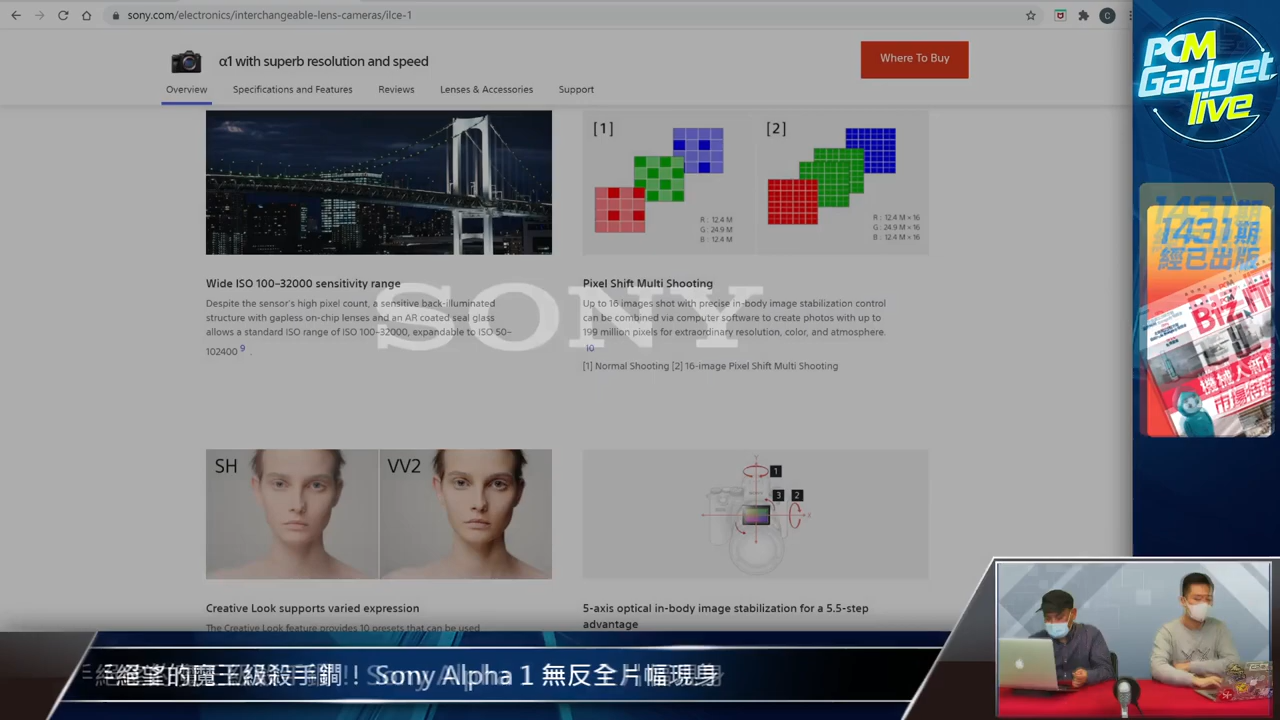 sony.com/electronics/interchangeable-lens-cameras/ilce-1
C
α1 with superb resolution and speed
Where To Buy
Overview
Specifications and Features
Reviews
Lenses & Accessories
Support
[1]
R : 12.4 M
G : 24.9 M
B : 12.4 M
[2]
R : 12.4 M × 16
G : 24.9 M × 16
B : 12.4 M × 16
Wide ISO 100–32000 sensitivity range
Despite the sensor's high pixel count, a sensitive back-illuminated
structure with gapless on-chip lenses and an AR coated seal glass
allows a standard ISO range of ISO 100–32000, expandable to ISO 50–
102400 9 .
Pixel Shift Multi Shooting
Up to 16 images shot with precise in-body image stabilization control
can be combined via computer software to create photos with up to
199 million pixels for extraordinary resolution, color, and atmosphere.
10
[1] Normal Shooting [2] 16-image Pixel Shift Multi Shooting
SONY
SH
VV2
1
3
2
Creative Look supports varied expression
The Creative Look feature provides 10 presets that can be used
5-axis optical in-body image stabilization for a 5.5-step
advantage
PCM
Gadget
live
1431期
經已出版
Biz.IT
絕望的魔王級殺手鐧!! Sony Alpha 1 無反全片幅現身